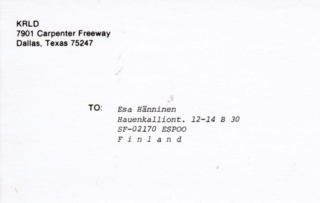 KRLD
7901 Carpenter Freeway
Dallas, Texas 75247
TO: Esa Hänninen
Hauenkalliont. 12-14 B 30
SF-02170 ESPOO
F i n l a n d